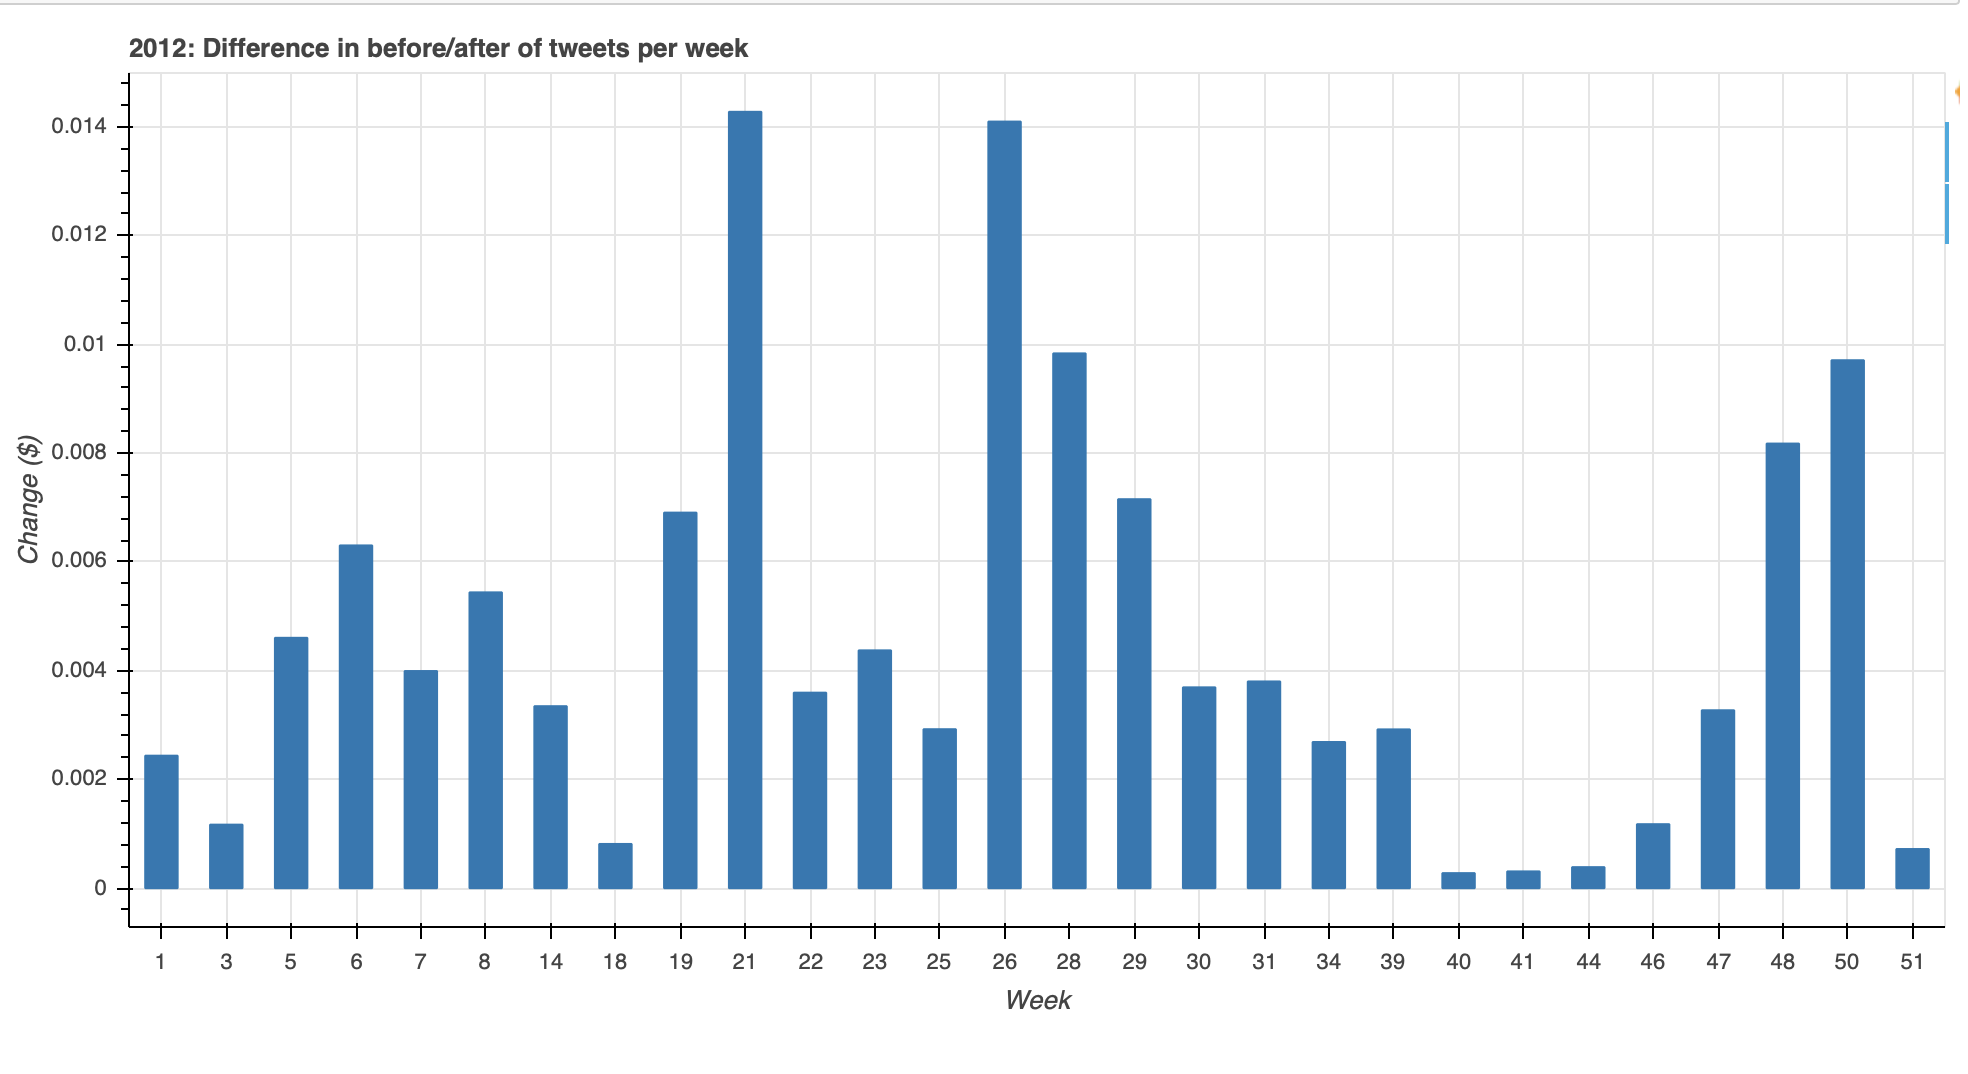 2012: Difference in before/after of tweets per week
0.014
0.012
0.01
0.008
0.006
0.004
0.002
0
Change ($)
1 3 5 6 7 8 14 18 19 21 22 23 25 26 28 29 30 31 34 39 40 41 44 46 47 48 50 51
Week